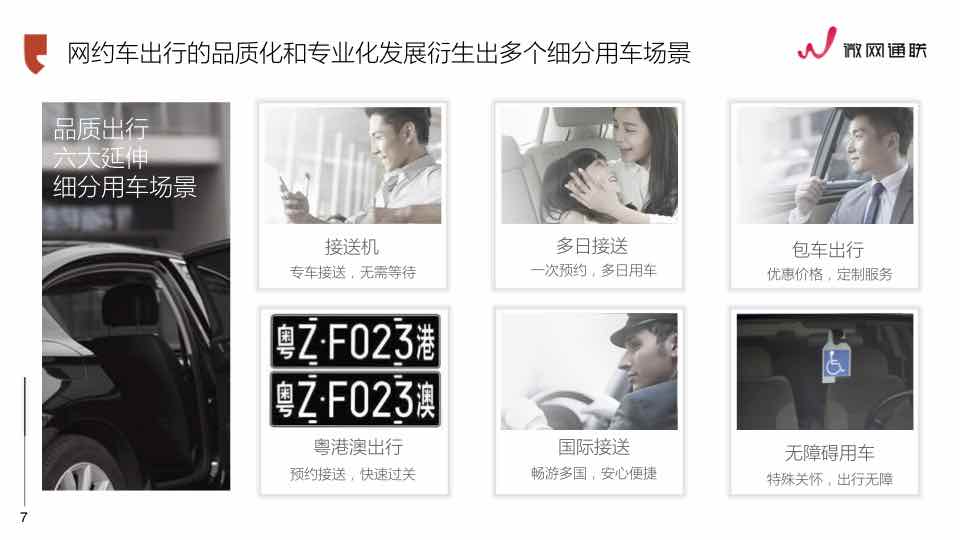 网约车出行的品质化和专业化发展衍生出多个细分用车场景
微网通联
品质出行
六大延伸
细分用车场景
接送机
专车接送，无需等待
多日接送
一次预约，多日用车
包车出行
优惠价格，定制服务
粤Z·F023港
粤Z·F023澳
粤港澳出行
预约接送，快速过关
国际接送
畅游多国，安心便捷
无障碍用车
特殊关怀，出行无障
7